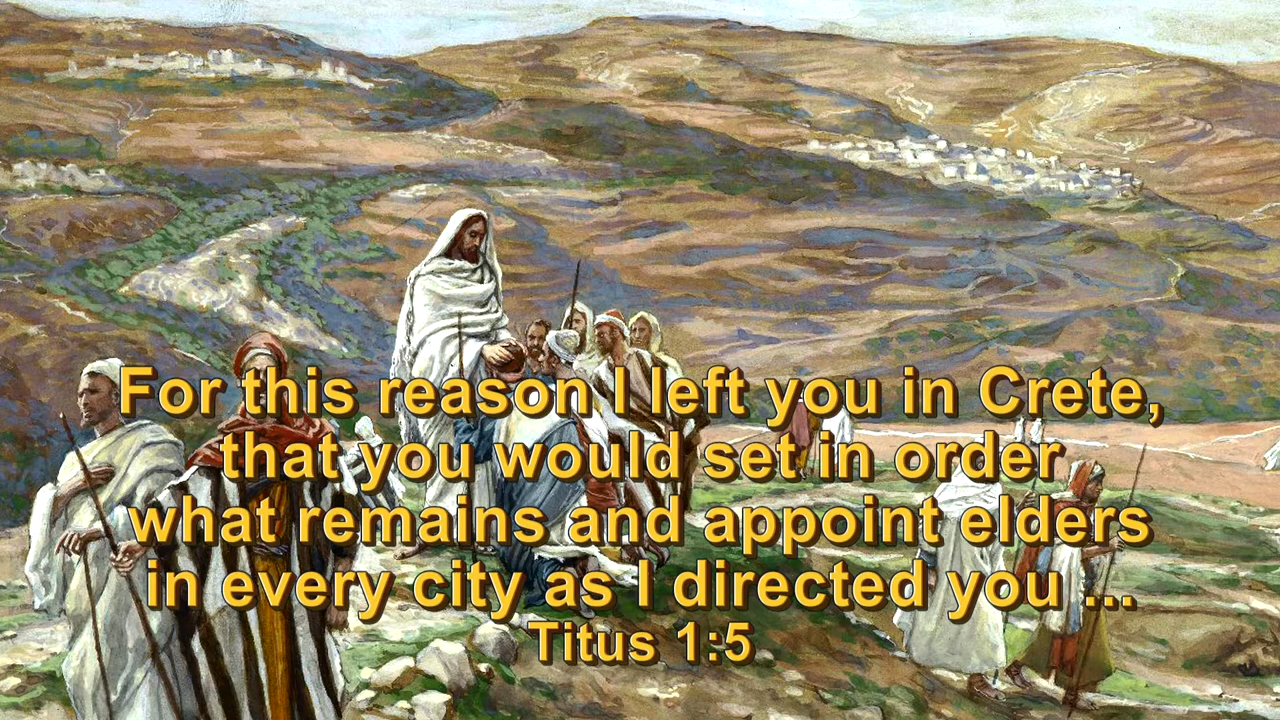 For this reason I left you in Crete,
that you would set in order
what remains and appoint elders
in every city as I directed you ...
Titus 1:5